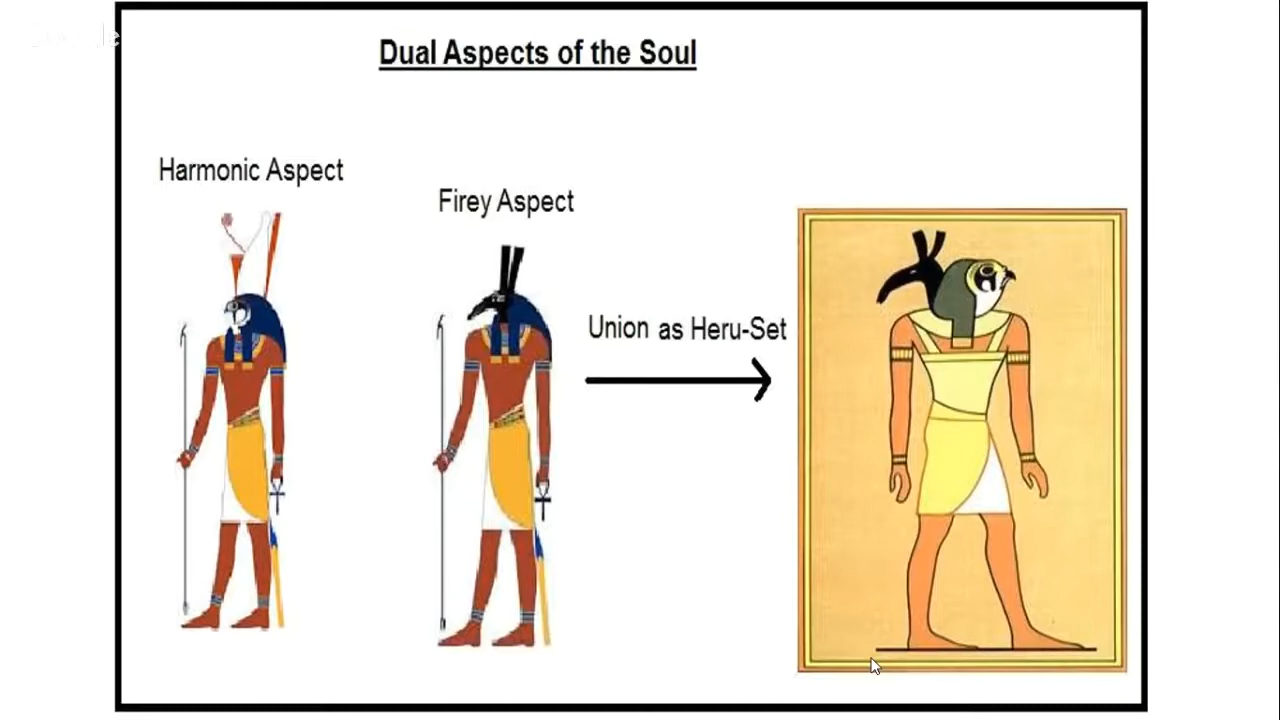 Dual Aspects of the Soul
Harmonic Aspect
Firey Aspect
Union as Heru-Set